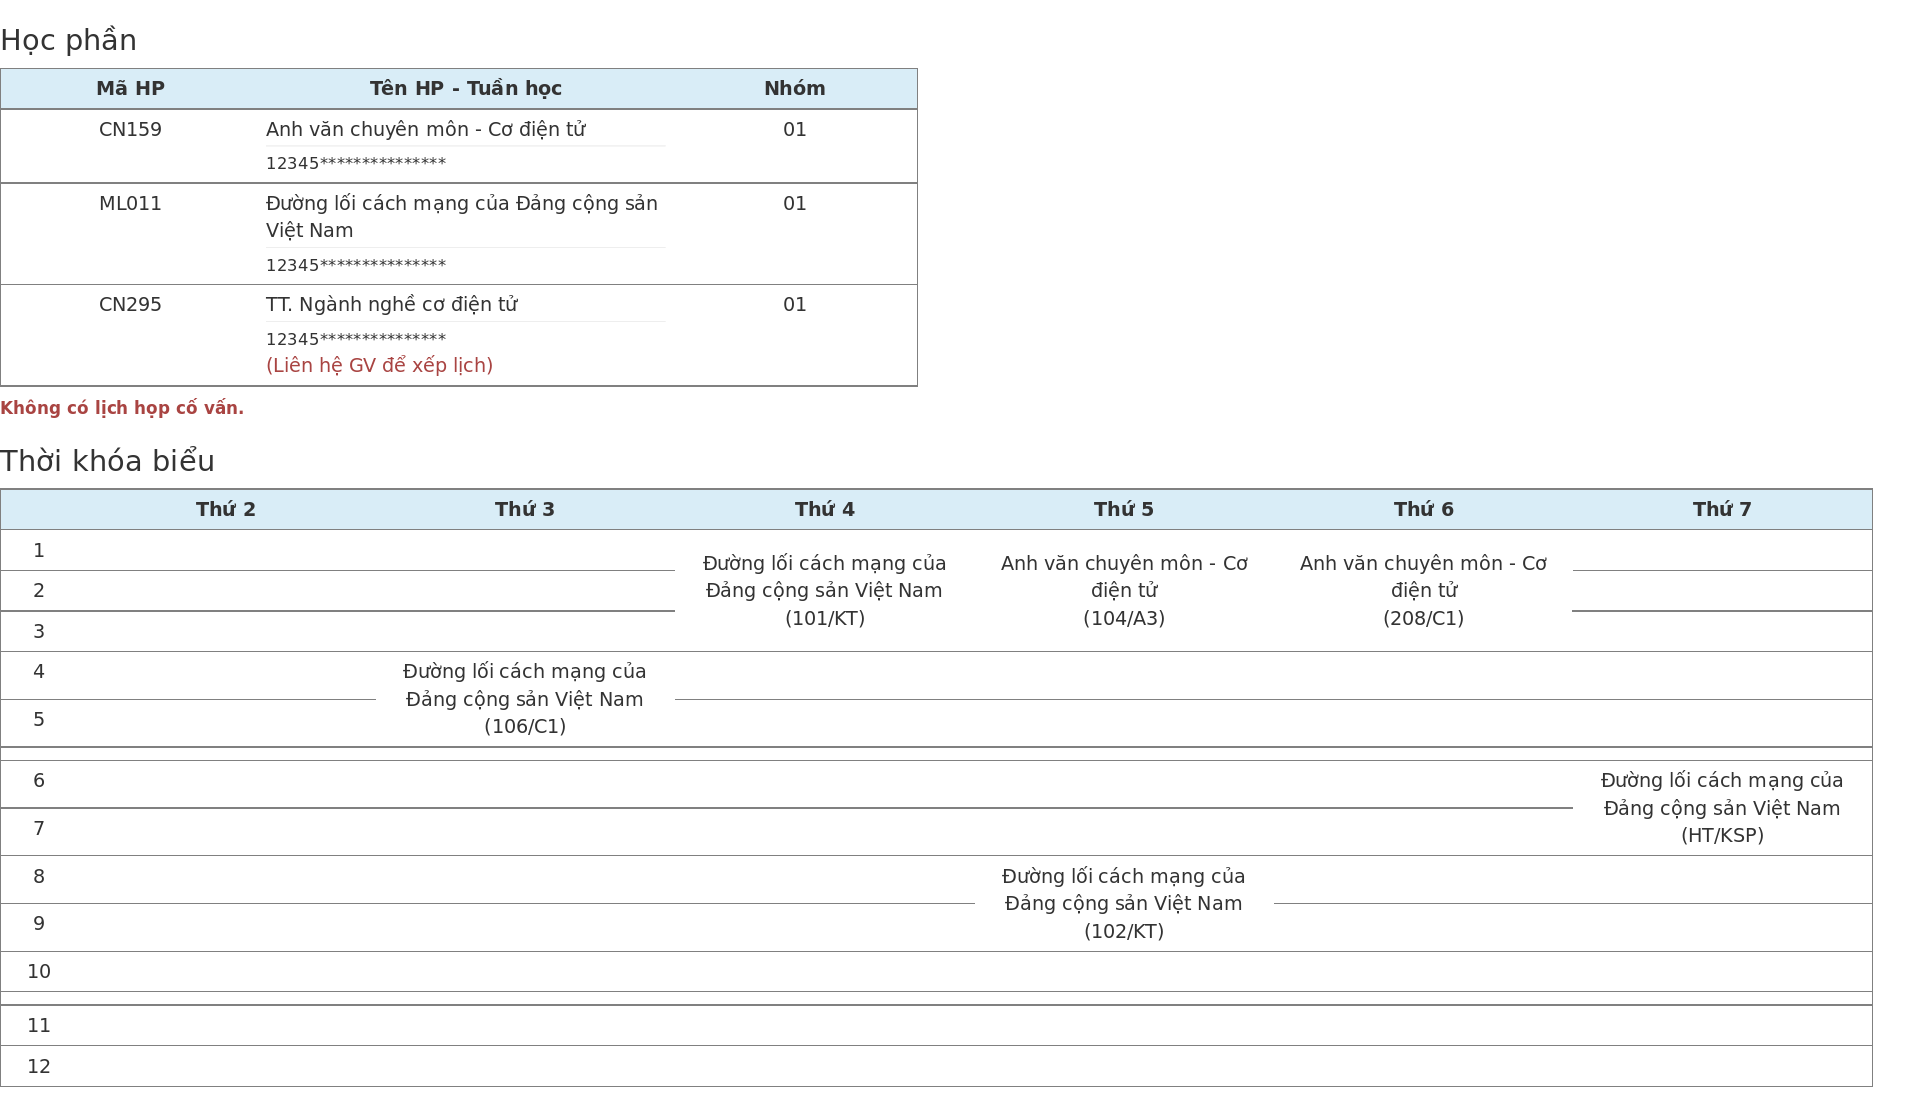 Học phần
Mã HP Tên HP - Tuần học Nhóm
CN159 Anh văn chuyên môn - Cơ điện tử 01
12345***************
ML011 Đường lối cách mạng của Đảng cộng sản 01
Việt Nam
12345***************
CN295 TT. Ngành nghề cơ điện tử 01
12345***************
(Liên hệ GV để xếp lịch)
Không có lịch họp cố vấn.
Thời khóa biểu
Thứ 2 Thứ 3 Thứ 4 Thứ 5 Thứ 6 Thứ 7
1
2
3
Đường lối cách mạng của
Đảng cộng sản Việt Nam
(101/KT)
Anh văn chuyên môn - Cơ
điện tử
(104/A3)
Anh văn chuyên môn - Cơ
điện tử
(208/C1)
4
5
Đường lối cách mạng của
Đảng cộng sản Việt Nam
(106/C1)
6
7
Đường lối cách mạng của
Đảng cộng sản Việt Nam
(HT/KSP)
8
9
Đường lối cách mạng của
Đảng cộng sản Việt Nam
(102/KT)
10
11
12